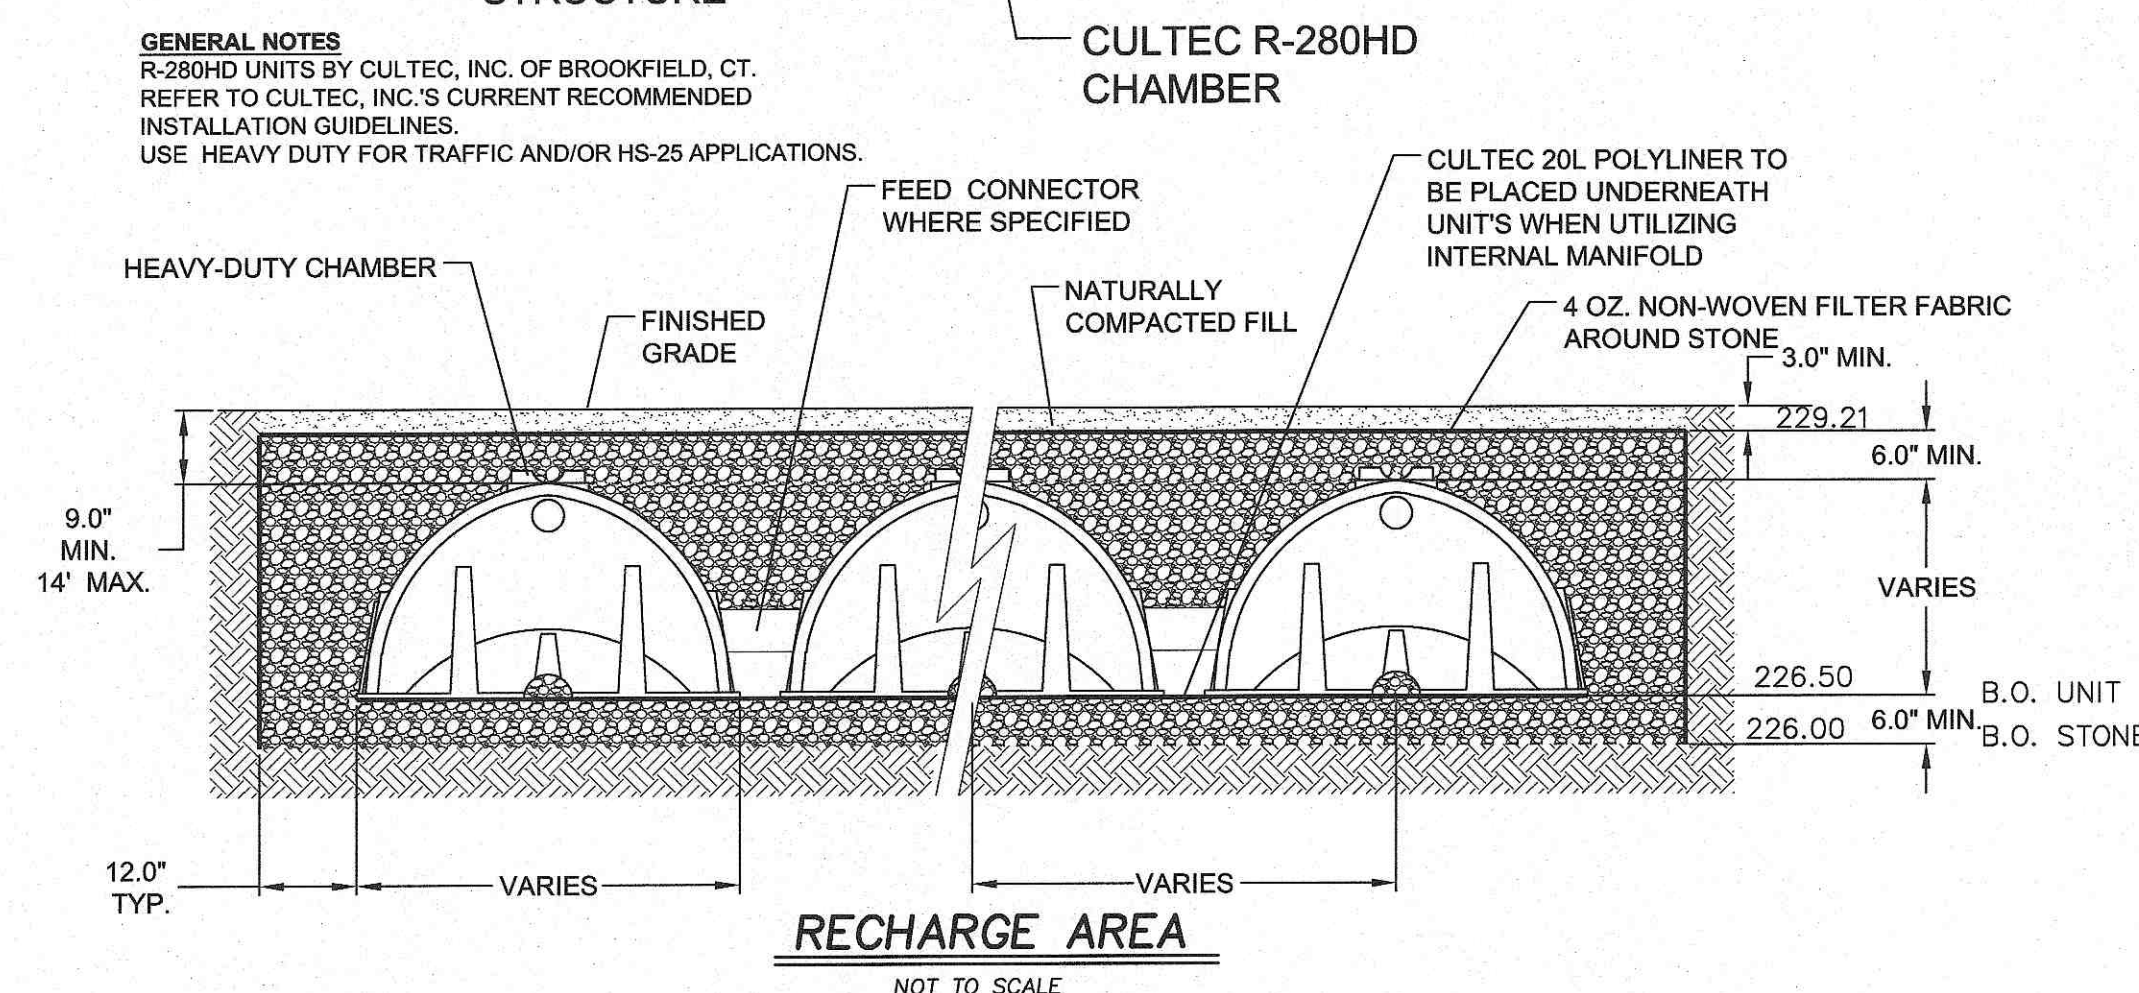 GENERAL NOTES
R-280HD UNITS BY CULTEC, INC. OF BROOKFIELD, CT.
REFER TO CULTEC, INC.'S CURRENT RECOMMENDED
INSTALLATION GUIDELINES.
USE HEAVY DUTY FOR TRAFFIC AND/OR HS-25 APPLICATIONS.
CULTEC R-280HD
CHAMBER
FEED CONNECTOR
WHERE SPECIFIED
CULTEC 20L POLYLINER TO
BE PLACED UNDERNEATH
UNIT'S WHEN UTILIZING
INTERNAL MANIFOLD
HEAVY-DUTY CHAMBER
FINISHED
GRADE
NATURALLY
COMPACTED FILL
4 OZ. NON-WOVEN FILTER FABRIC
AROUND STONE
3.0" MIN.
229.21
6.0" MIN.
9.0"
MIN.
14' MAX.
VARIES
226.50
B.O. UNIT
226.00
6.0" MIN.
B.O. STONE
12.0"
TYP.
VARIES
VARIES
RECHARGE AREA
NOT TO SCALE